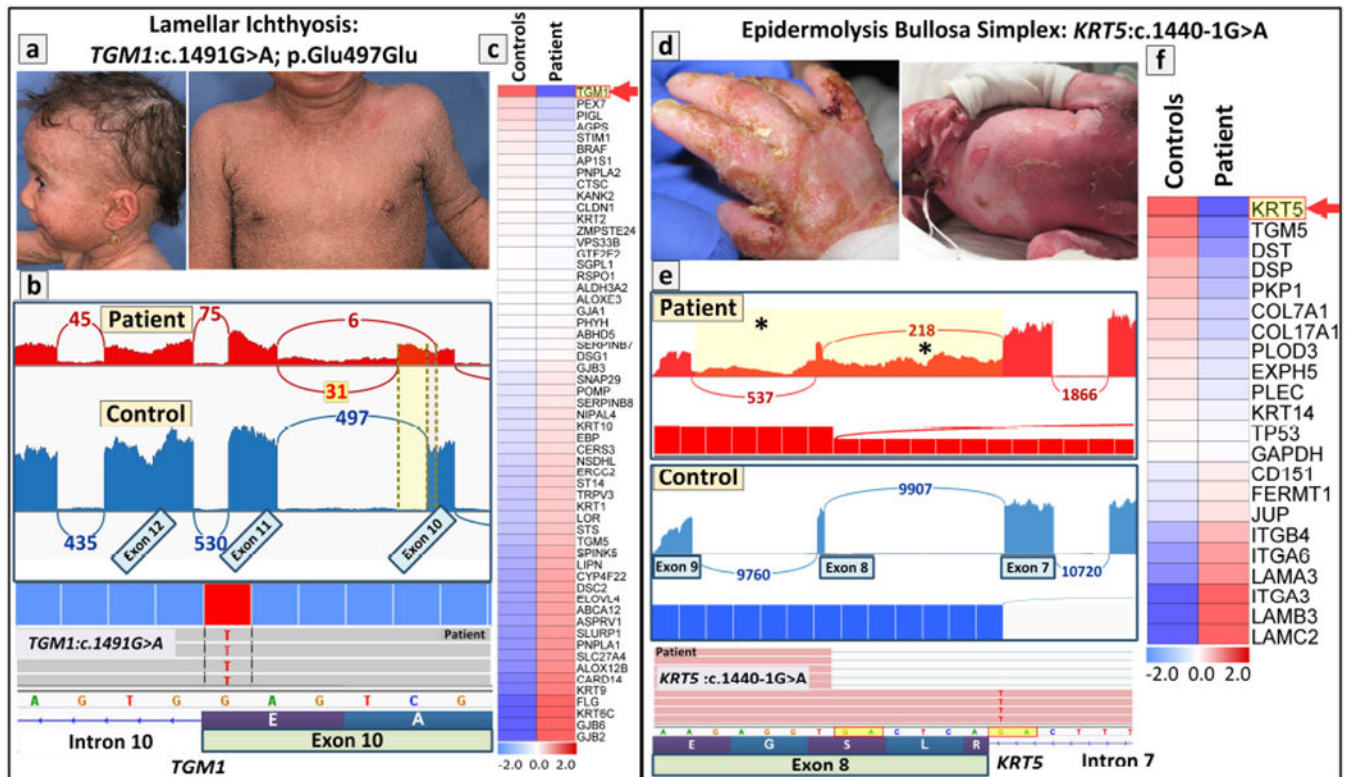 Lamellar Ichthyosis:
TGM1:c.1491G>A; p.Glu497Glu
a
b
Patient
45
75
6
31
Control
497
435
530
Exon 12
Exon 11
Exon 10
TGM1:c.1491G>A
Patient
T
T
T
T
A G T G G A G T C G
E A
Intron 10
Exon 10
TGM1
c
Controls
Patient
TGM1
PEX7
PIGL
AGPS
STIM1
BRAF
AP1S1
PNPLA2
CTSC
KANK2
CLDN1
KRT2
ZMPSTE24
VPS33B
GTF2E2
SGPL1
RSPO1
ALDH3A2
ALOXE3
GJA1
PHYH
ABHD5
SERPINB7
DSG1
GJB3
SNAP29
POMP
SERPINB8
NIPAL4
KRT10
EBP
CERS3
NSDHL
ERCC2
ST14
TRPV3
KRT1
LOR
STS
TGM5
SPINK5
LIPN
CYP4F22
DSC2
ELOVL4
ABCA12
ASPRV1
SLURP1
PNPLA1
SLC27A4
ALOX12B
CARD14
KRT9
FLG
KRT6C
GJB6
GJB2
-2.0 2.0
Epidermolysis Bullosa Simplex: KRT5:c.1440-1G>A
d
e
Patient
*
218
*
537
1866
Control
9907
Exon 9
Exon 8
Exon 7
9760
10720
Patient
KRT5 :c.1440-1G>A
T
T
T
T
A A G A G G T G A C T C A G A C T T T
E G S L R
Exon 8
KRT5
Intron 7
f
Controls
Patient
KRT5
TGM5
DST
DSP
PKP1
COL7A1
COL17A1
PLOD3
EXPH5
PLEC
KRT14
TP53
GAPDH
CD151
FERMT1
JUP
ITGB4
ITGA6
LAMA3
ITGA3
LAMB3
LAMC2
-2.0 0.00 2.0